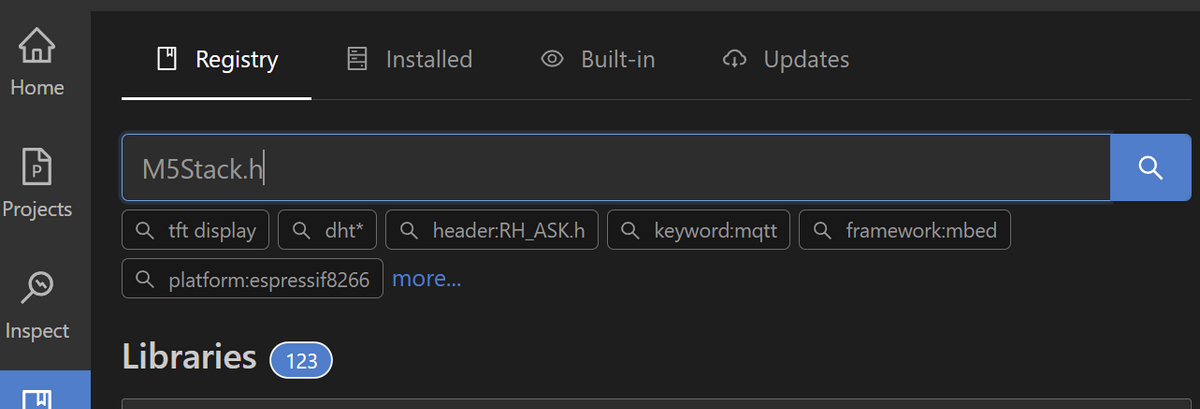 Home
Projects
Inspect
Registry Installed Built-in Updates
M5Stack.h
tft display dht* header:RH_ASK.h keyword:mqtt framework:mbed
platform:espressif8266 more...
Libraries 123